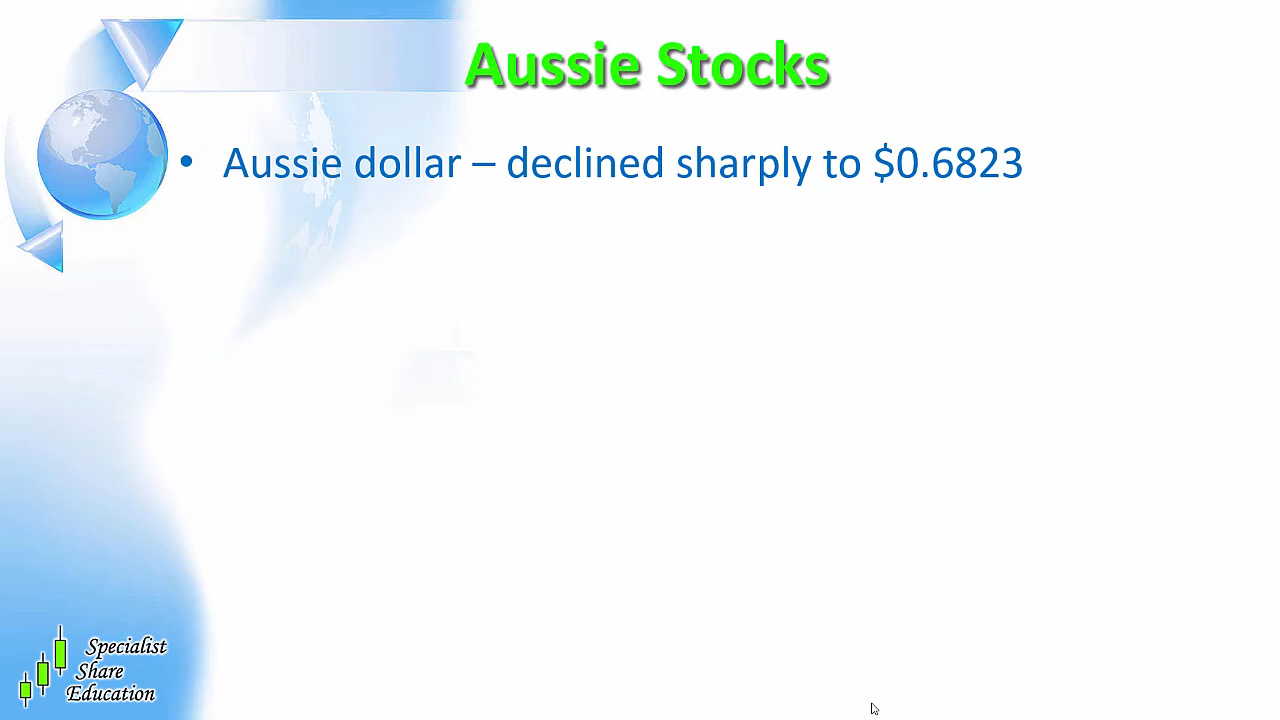 Aussie Stocks
• Aussie dollar – declined sharply to $0.6823
Specialist
Share
Education